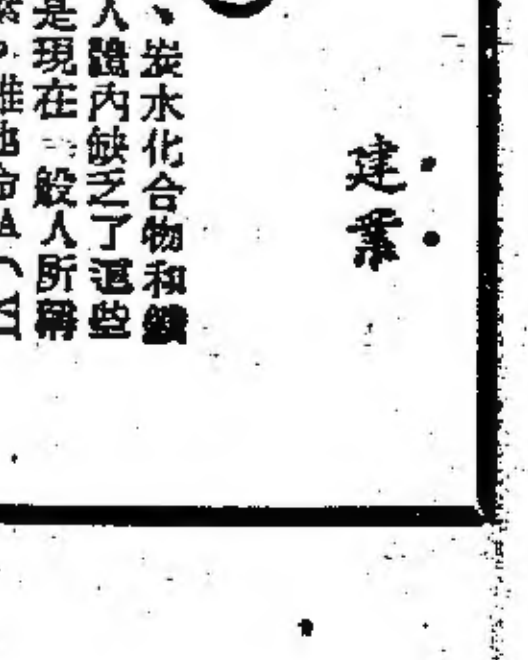 建業
、炭水化合物和鐵
人體內缺乏了這些
是現在一般人所稱